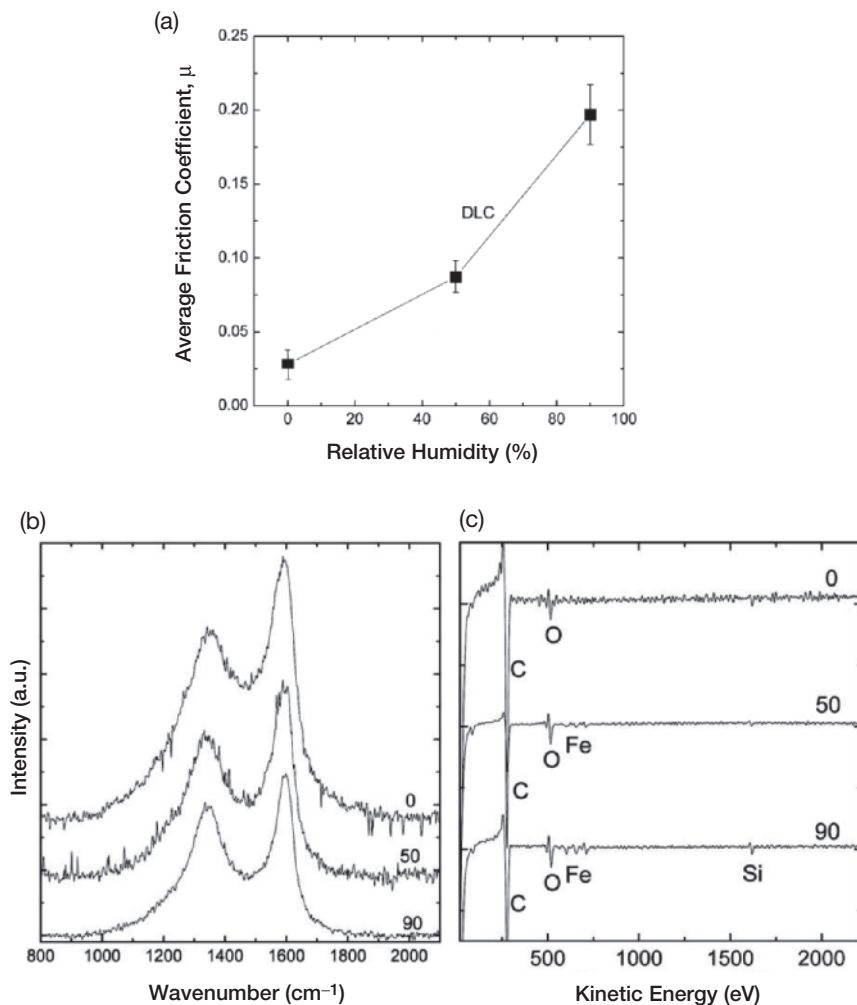 (a)
0.25
0.20
0.15
0.10
0.05
0.00
Average Friction Coefficient, μ
DLC
0 20 40 60 80 100
Relative Humidity (%)
(b)
Intensity (a.u.)
0
50
90
800 1000 1200 1400 1600 1800 2000
Wavenumber (cm⁻¹)
(c)
0
O
C
50
Fe
O
C
90
O Fe Si
C
500 1000 1500 2000
Kinetic Energy (eV)